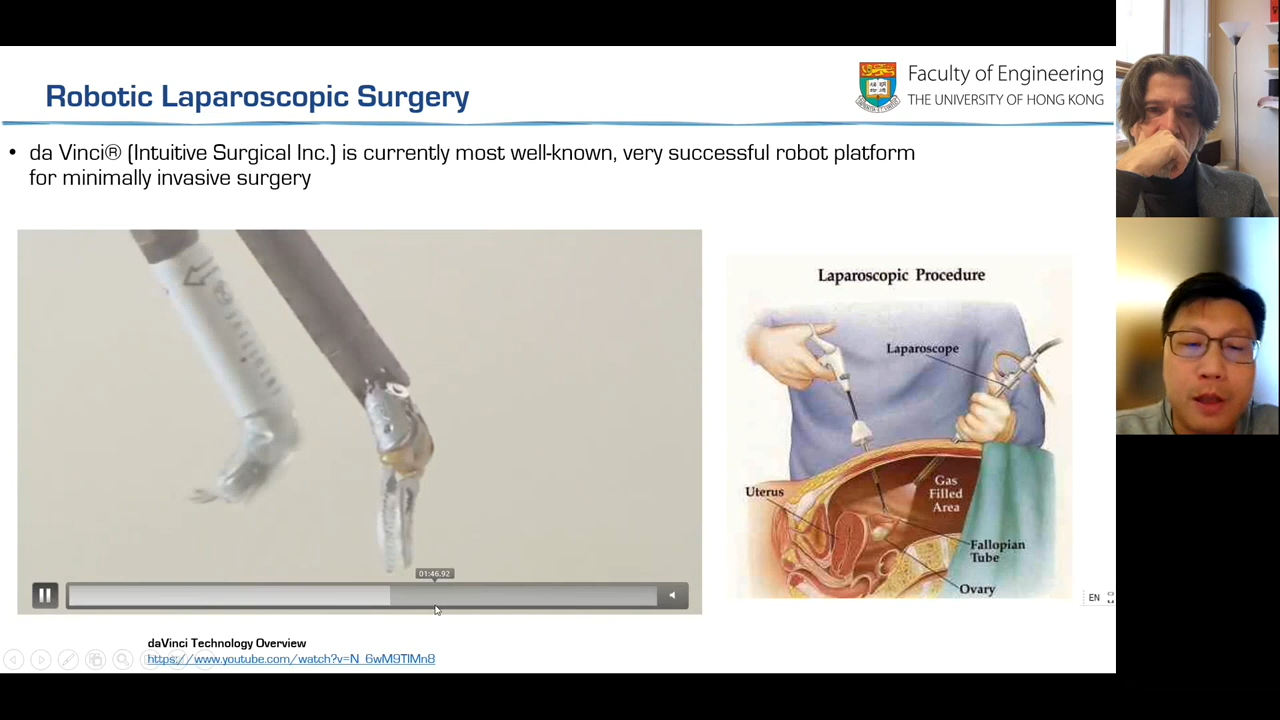 Robotic Laparoscopic Surgery
Faculty of Engineering
THE UNIVERSITY OF HONG KONG
• da Vinci® (Intuitive Surgical Inc.) is currently most well-known, very successful robot platform
for minimally invasive surgery
Laparoscopic Procedure
Laparoscope
Uterus
Gas
Filled
Area
Fallopian
Tube
Ovary
01:46.92
EN
daVinci Technology Overview
https://www.youtube.com/watch?v=N_6wM9TlMn8